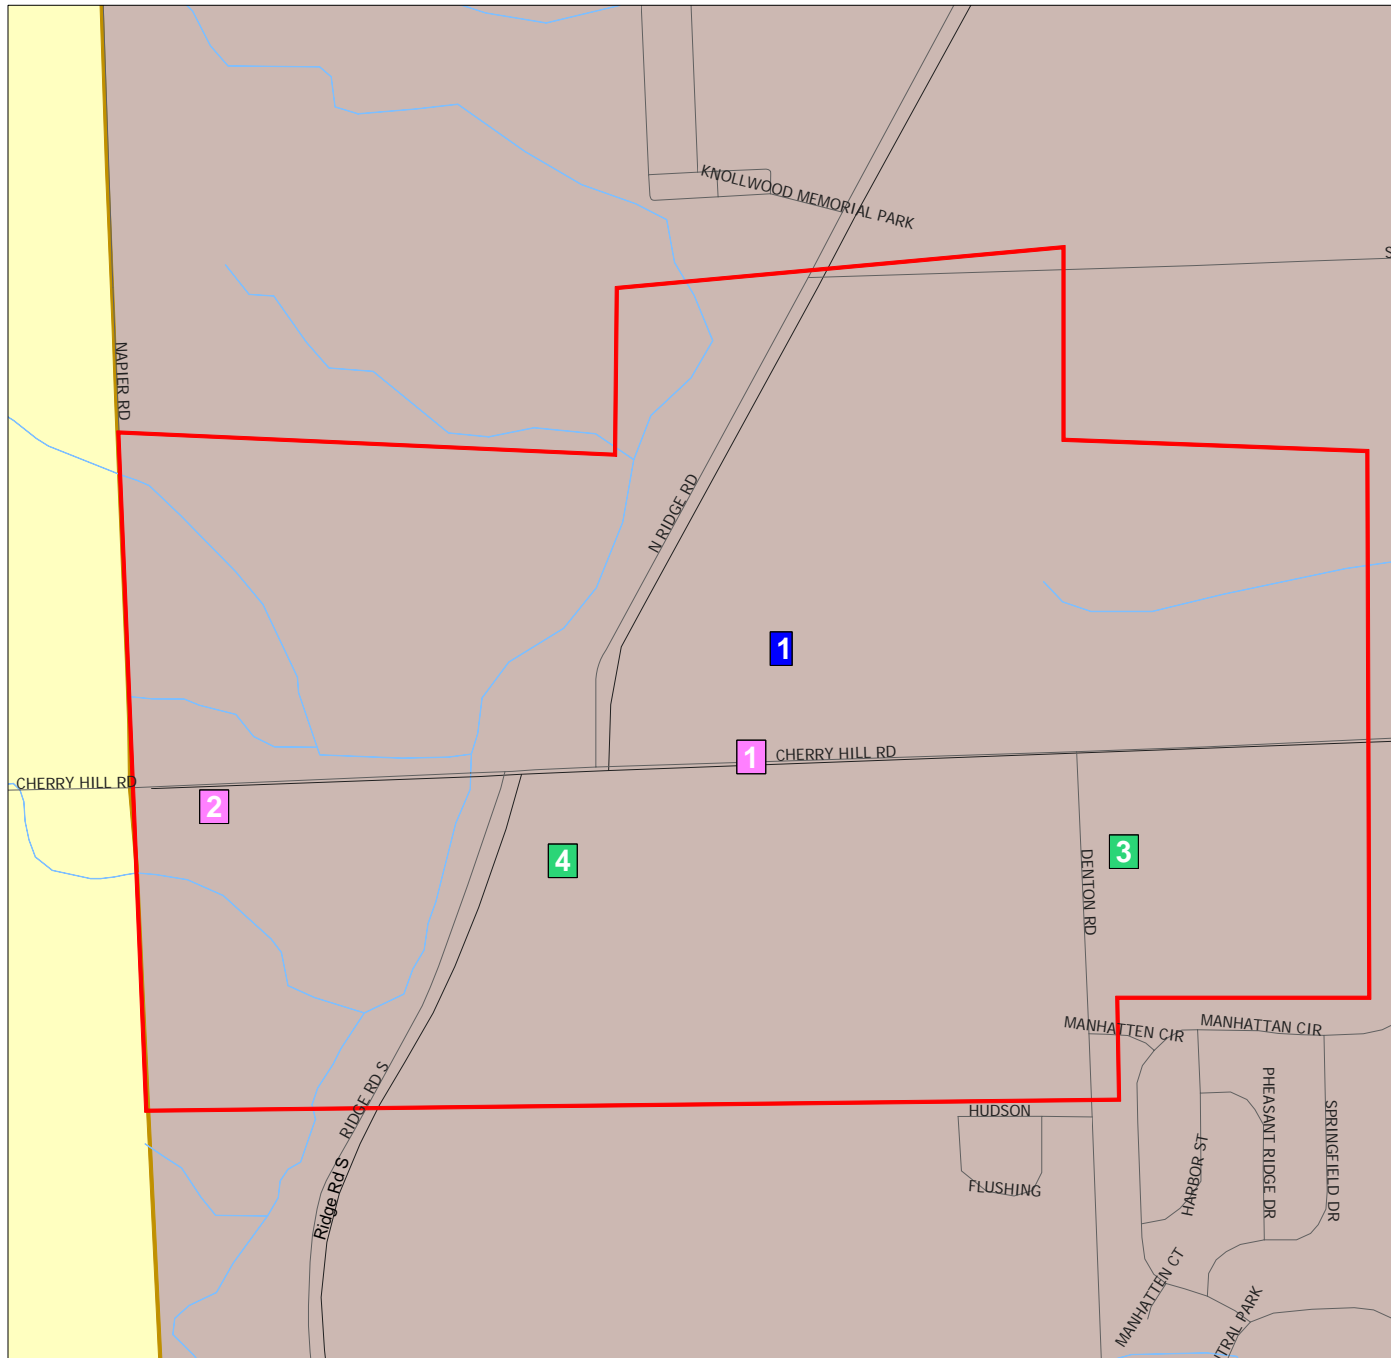 KNOLLWOOD MEMORIAL PARK
S
NAPIER RD
N RIDGE RD
1
1
CHERRY HILL RD
CHERRY HILL RD
2
4
3
DENTON RD
MANHATTEN CIR
MANHATTAN CIR
RIDGE RD S
HUDSON
PHEASANT RIDGE DR
SPRINGFIELD DR
HARBOR ST
Ridge Rd S
FLUSHING
MANHATTEN CT
NTRAL PARK